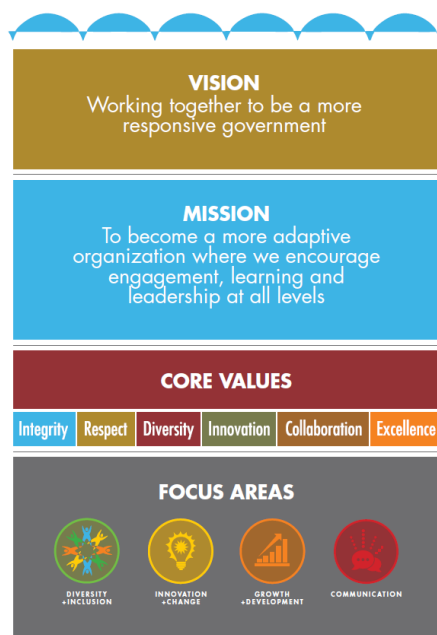 VISION
Working together to be a more
responsive government
MISSION
To become a more adaptive
organization where we encourage
engagement, learning and
leadership at all levels
CORE VALUES
Integrity Respect Diversity Innovation Collaboration Excellence
FOCUS AREAS
DIVERSITY
+INCLUSION
INNOVATION
+CHANGE
GROWTH
+DEVELOPMENT
COMMUNICATION